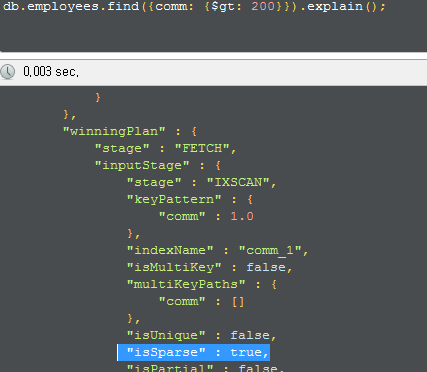 db.employees.find({comm: {$gt: 200}}).explain();
0,003 sec,
}
},
"winningPlan" : {
"stage" : "FETCH",
"inputStage" : {
"stage" : "IXSCAN",
"keyPattern" : {
"comm" : 1.0
},
"indexName" : "comm_1",
"isMultiKey" : false,
"multiKeyPaths" : {
"comm" : []
},
"isUnique" : false,
"isSparse" : true,
"isPartial" : false,